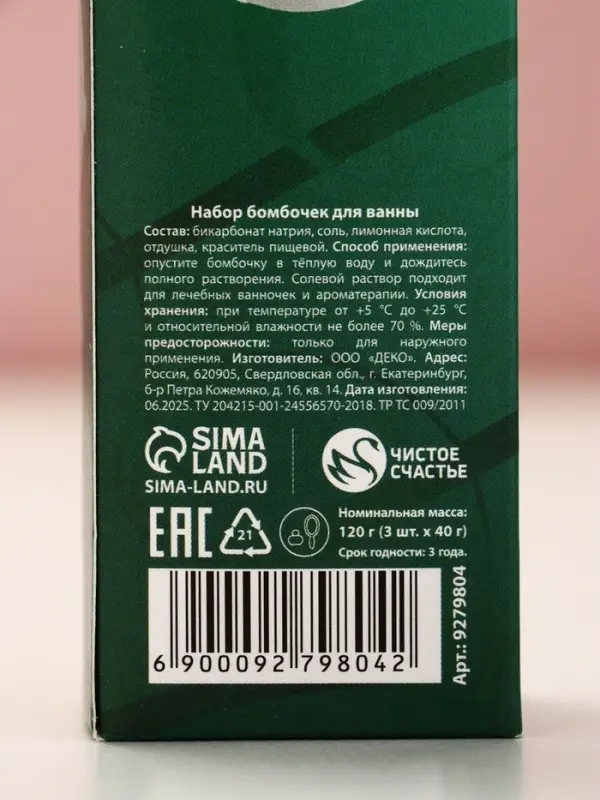 Набор бомбочек для ванны
Состав: бикарбонат натрия, соль, лимонная кислота,
отдушка, краситель пищевой. Способ применения:
опустите бомбочку в тёплую воду и дождитесь
полного растворения. Солевой раствор подходит
для лечебных ванночек и ароматерапии. Условия
хранения: при температуре от +5 °С до +25 °С
и относительной влажности не более 70 %. Меры
предосторожности: только для наружного
применения. Изготовитель: ООО «ДЕКО». Адрес:
Россия, 620905, Свердловская обл., г. Екатеринбург,
б-р Петра Кожемяко, д. 16, кв. 14. Дата изготовления:
06.2025. ТУ 204215-001-24556570-2018. ТР ТС 009/2011
SIMA
LAND
SIMA-LAND.RU
ЧИСТОЕ
СЧАСТЬЕ
EAC
21
Номинальная масса:
120 г (3 шт. х 40 г)
Срок годности: 3 года.
6 900092 798042
Арт.: 9279804